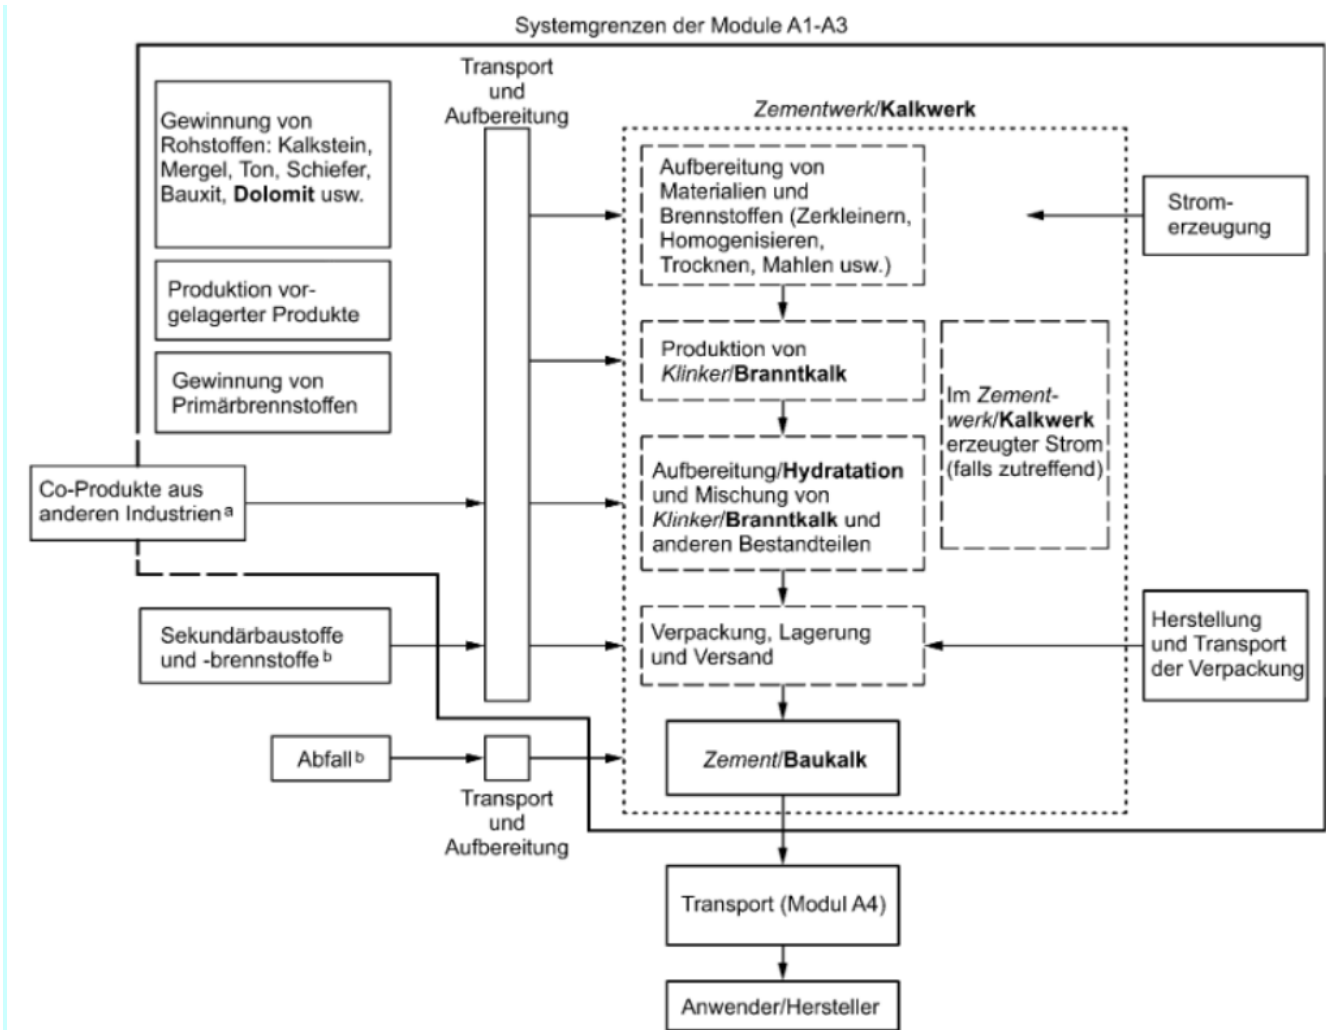 Systemgrenzen der Module A1-A3
Transport
und
Aufbereitung
Gewinnung von
Rohstoffen: Kalkstein,
Mergel, Ton, Schiefer,
Bauxit, Dolomit usw.
Produktion vor-
gelagerter Produkte
Gewinnung von
Primärbrennstoffen
Co-Produkte aus
anderen Industrien a
Sekundärbaustoffe
und -brennstoffe b
Abfall b
Transport
und
Aufbereitung
Zementwerk/Kalkwerk
Aufbereitung von
Materialien und
Brennstoffen (Zerkleinern,
Homogenisieren,
Trocknen, Mahlen usw.)
Produktion von
Klinker/Branntkalk
Aufbereitung/Hydratation
und Mischung von
Klinker/Branntkalk und
anderen Bestandteilen
Verpackung, Lagerung
und Versand
Zement/Baukalk
Im Zement-
werk/Kalkwerk
erzeugter Strom
(falls zutreffend)
Strom-
erzeugung
Herstellung
und Transport
der Verpackung
Transport (Modul A4)
Anwender/Hersteller